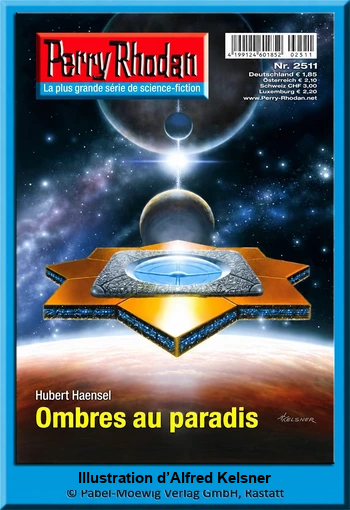 Perry Rhodan
La plus grande série de science-fiction
4 199124 601852 02511
Nr. 2511
Deutschland € 1,85
Österreich € 2,10
Schweiz CHF 3,00
Luxemburg € 2,20
www.Perry-Rhodan.net
Hubert Haensel
Ombres au paradis
KELSNER
Illustration d'Alfred Kelsner
© Pabel-Moewig Verlag GmbH, Rastatt